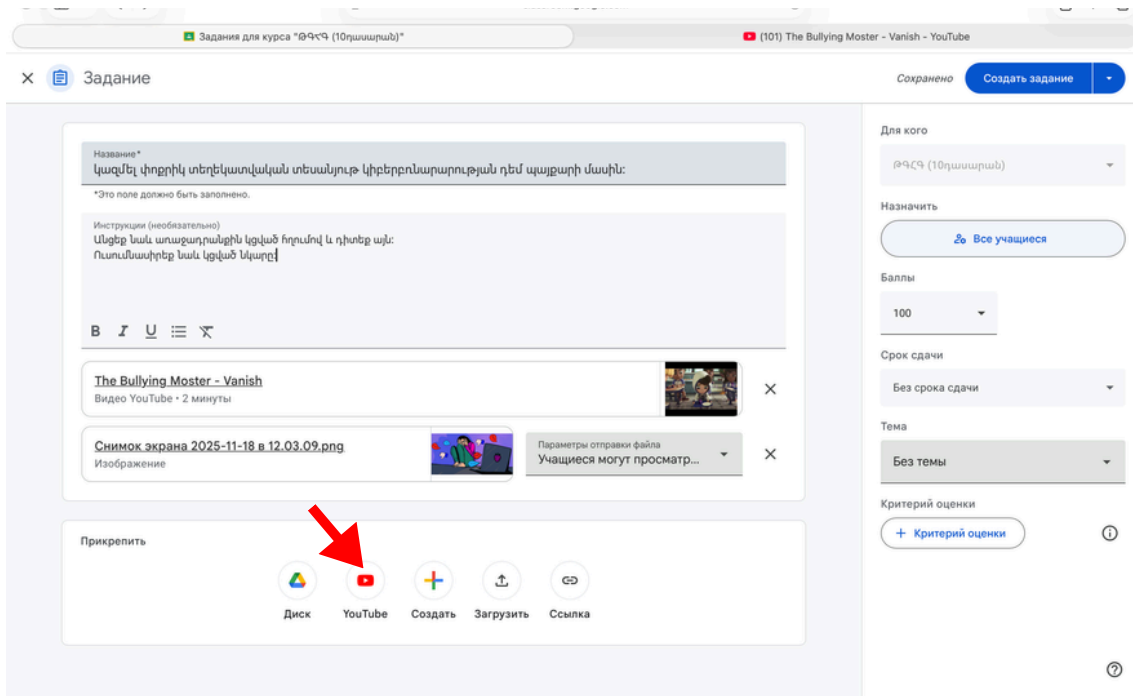 Задания для курса "ԹԳՀԳ (10դասարան)"
(101) The Bullying Moster - Vanish - YouTube
Задание
Сохранено
Создать задание
Название*
կազմել փոքրիկ տեղեկատվական տեսանյութ կիբերբռնարարության դեմ պայքարի մասին:
*Это поле должно быть заполнено.
Инструкции (необязательно)
Անցեք նաև առաջադրանքին կցված հղումով և դիտեք այն:
Ուսումնասիրեք նաև կցված նկարը:
B I U
The Bullying Moster - Vanish
Видео YouTube • 2 минуты
Снимок экрана 2025-11-18 в 12.03.09.png
Изображение
Параметры отправки файла
Учащиеся могут просматр...
Прикрепить
Диск
YouTube
Создать
Загрузить
Ссылка
Для кого
ԹԳՀԳ (10դասարան)
Назначить
Все учащиеся
Баллы
100
Срок сдачи
Без срока сдачи
Тема
Без темы
Критерий оценки
+ Критерий оценки